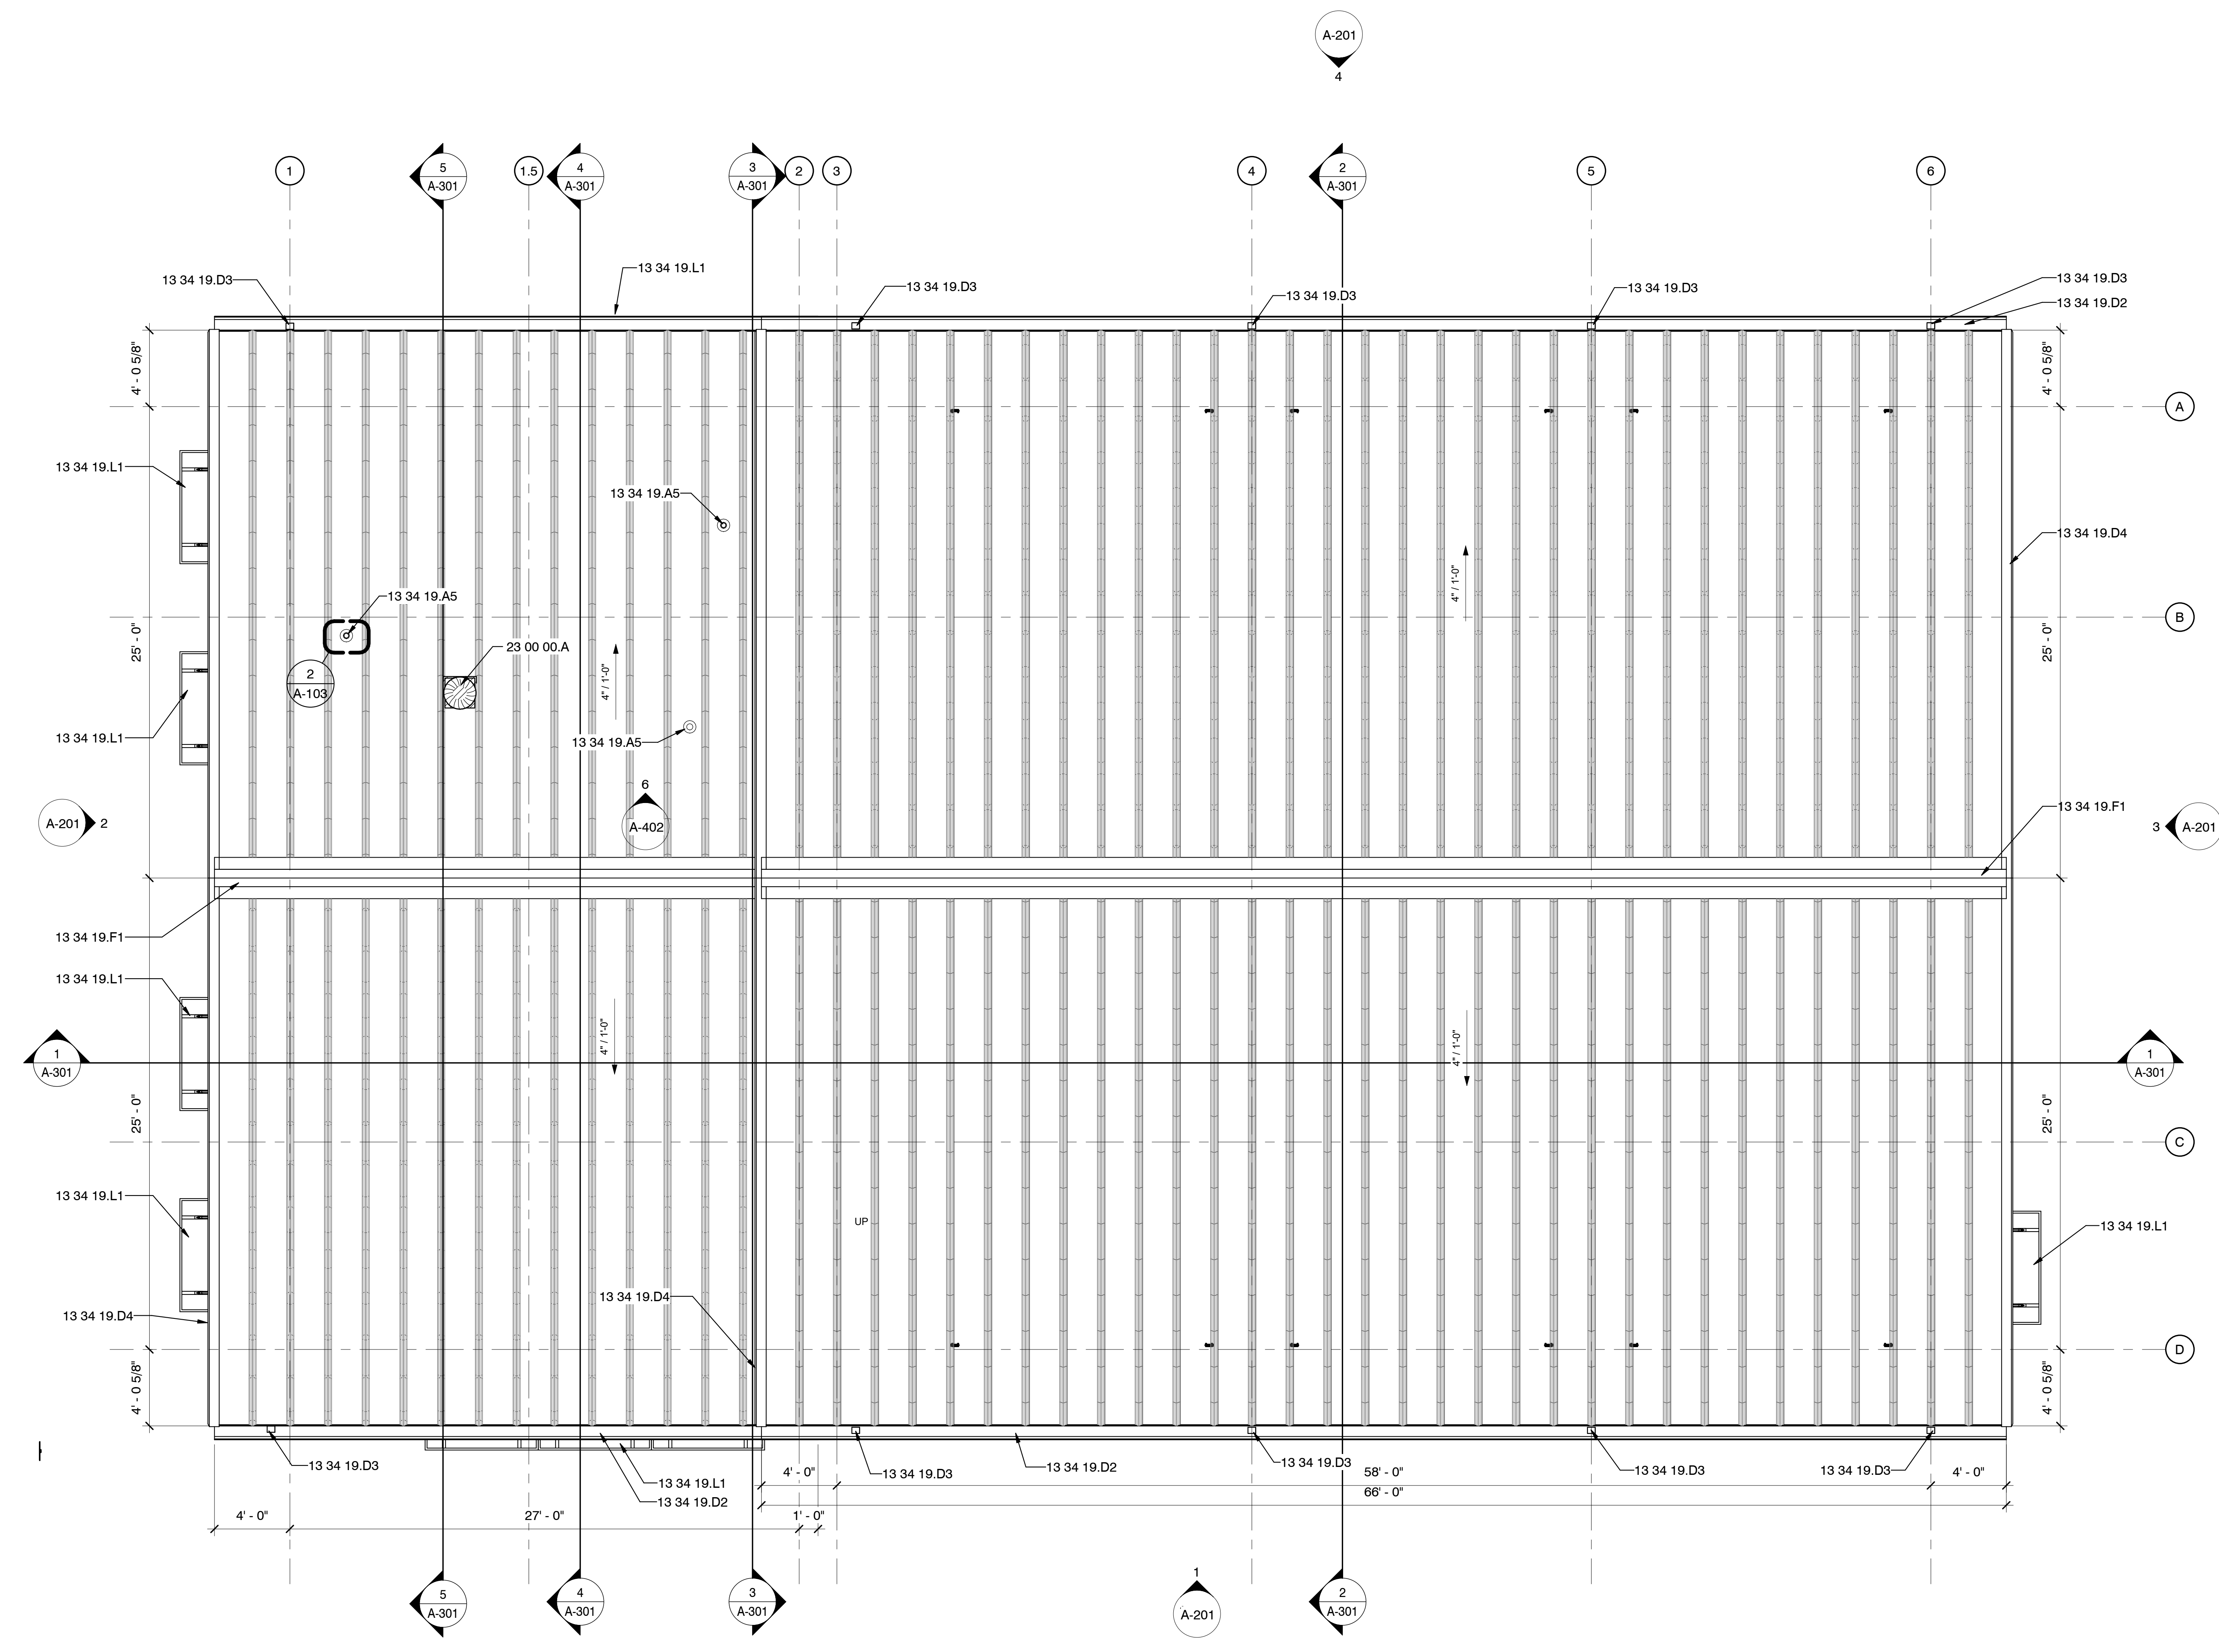 A-201
4
1
5
A-301
1.5
4
A-301
3
A-301
2
3
4
2
A-301
5
6
13 34 19.D3
13 34 19.L1
13 34 19.D3
13 34 19.D3
13 34 19.D3
13 34 19.D3
13 34 19.D2
4' - 0 5/8"
4' - 0 5/8"
A
13 34 19.L1
13 34 19.A5
13 34 19.D4
4" / 1'-0"
13 34 19.A5
B
25' - 0"
25' - 0"
23 00 00.A
2
A-103
4" / 1'-0"
13 34 19.L1
13 34 19.A5
6
A-402
A-201
2
13 34 19.F1
3
A-201
13 34 19.F1
13 34 19.L1
4" / 1'-0"
4" / 1'-0"
1
A-301
1
A-301
25' - 0"
25' - 0"
C
13 34 19.L1
UP
13 34 19.L1
13 34 19.D4
13 34 19.D4
D
4' - 0 5/8"
4' - 0 5/8"
13 34 19.D3
13 34 19.L1
13 34 19.D2
13 34 19.D3
13 34 19.D2
13 34 19.D3
13 34 19.D3
13 34 19.D3
4' - 0"
58' - 0"
4' - 0"
66' - 0"
4' - 0"
27' - 0"
1' - 0"
5
A-301
4
A-301
3
A-301
1
A-201
2
A-301